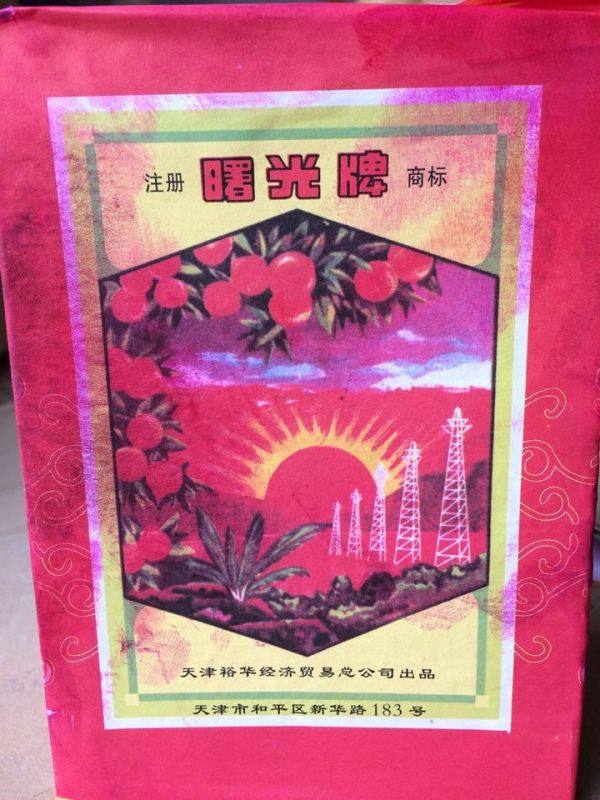 注册 曙光牌 商标
天津裕华经济贸易总公司出品
天津市和平区新华路183号